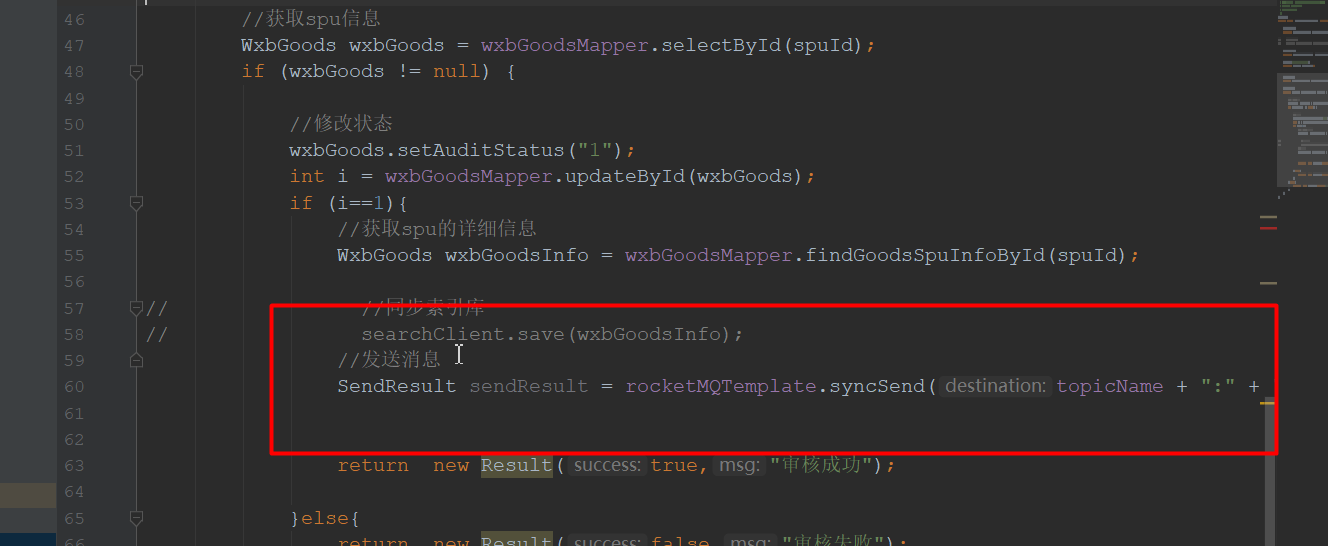 46 //获取spu信息
47 WxbGoods wxbGoods = wxbGoodsMapper.selectById(spuId);
48 if (wxbGoods != null) {
49
50 //修改状态
51 wxbGoods.setAuditStatus("1");
52 int i = wxbGoodsMapper.updateById(wxbGoods);
53 if (i==1){
54 //获取spu的详细信息
55 WxbGoods wxbGoodsInfo = wxbGoodsMapper.findGoodsSpuInfoById(spuId);
56
57 // //同步索引库
58 // searchClient.save(wxbGoodsInfo);
59 //发送消息
60 SendResult sendResult = rocketMQTemplate.syncSend( destination: topicName + ":" +
61
62
63 return new Result( success: true, msg: "审核成功");
64
65 }else{
66 return new Result( success: false, msg: "审核失败");